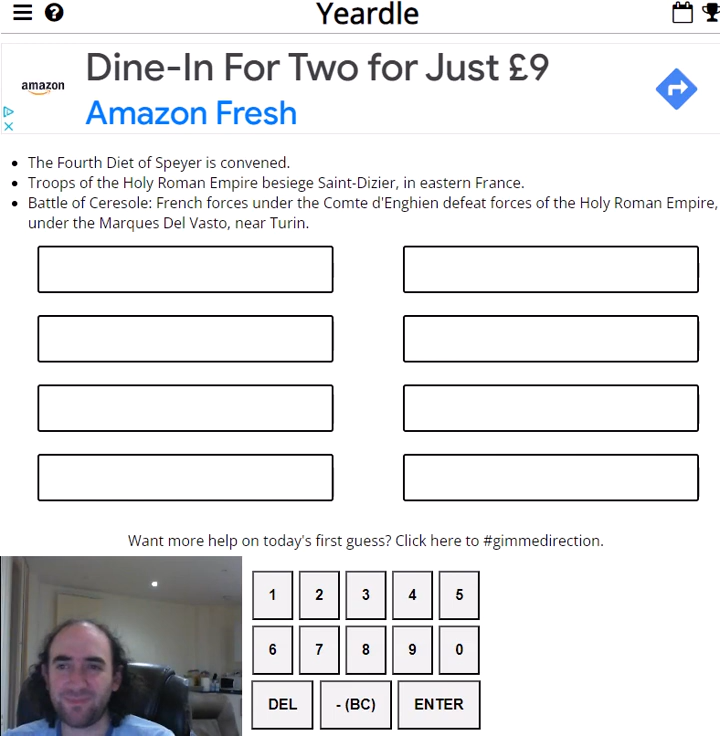 Yeardle
Dine-In For Two for Just £9
amazon
Amazon Fresh
• The Fourth Diet of Speyer is convened.
• Troops of the Holy Roman Empire besiege Saint-Dizier, in eastern France.
• Battle of Ceresole: French forces under the Comte d'Enghien defeat forces of the Holy Roman Empire,
under the Marques Del Vasto, near Turin.
Want more help on today's first guess? Click here to #gimmedirection.
1 2 3 4 5
6 7 8 9 0
DEL - (BC) ENTER